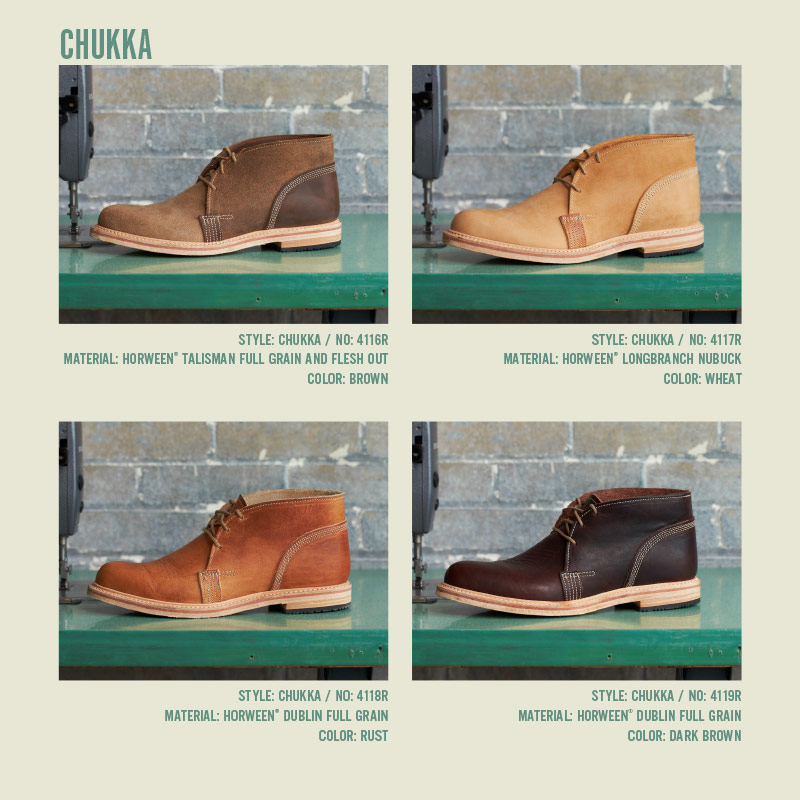 CHUKKA
STYLE: CHUKKA / NO: 4116R
MATERIAL: HORWEEN® TALISMAN FULL GRAIN AND FLESH OUT
COLOR: BROWN
STYLE: CHUKKA / NO: 4117R
MATERIAL: HORWEEN® LONGBRANCH NUBUCK
COLOR: WHEAT
STYLE: CHUKKA / NO: 4118R
MATERIAL: HORWEEN® DUBLIN FULL GRAIN
COLOR: RUST
STYLE: CHUKKA / NO: 4119R
MATERIAL: HORWEEN® DUBLIN FULL GRAIN
COLOR: DARK BROWN